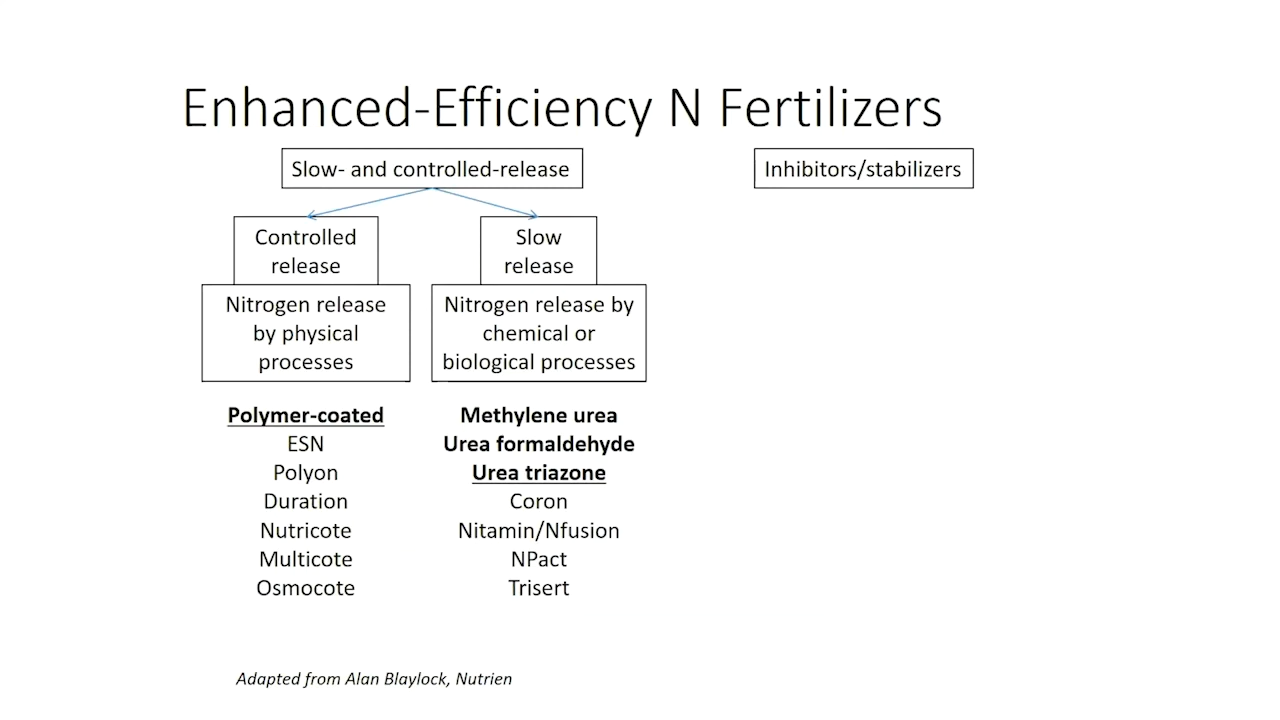 Enhanced-Efficiency N Fertilizers
Slow- and controlled-release
Inhibitors/stabilizers
Controlled
release
Slow
release
Nitrogen release
by physical
processes
Nitrogen release by
chemical or
biological processes
Polymer-coated
ESN
Polyon
Duration
Nutricote
Multicote
Osmocote
Methylene urea
Urea formaldehyde
Urea triazone
Coron
Nitamin/Nfusion
NPact
Trisert
Adapted from Alan Blaylock, Nutrien